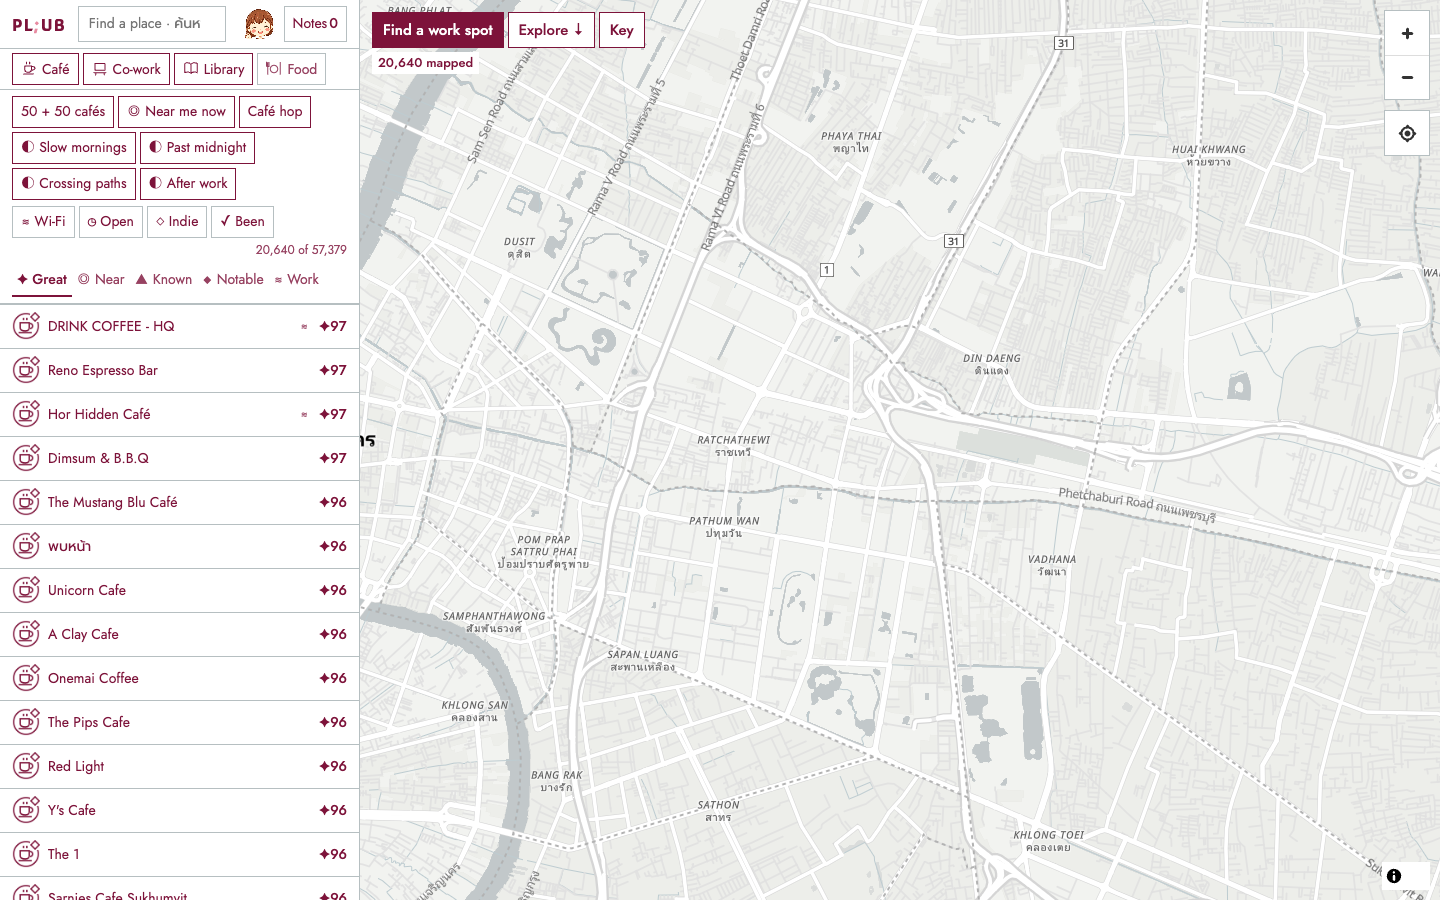 PL;UB
Find a place · ค้นหา
Notes 0
Café
Co-work
Library
Food
50 + 50 cafés
Near me now
Café hop
Slow mornings
Past midnight
Crossing paths
After work
Wi-Fi
Open
Indie
Been
20,640 of 57,379
Great
Near
Known
Notable
Work
DRINK COFFEE - HQ 97
Reno Espresso Bar 97
Hor Hidden Café 97
Dimsum & B.B.Q 97
The Mustang Blu Café 96
พบหน้า 96
Unicorn Cafe 96
A Clay Cafe 96
Onemai Coffee 96
The Pips Cafe 96
Red Light 96
Y's Cafe 96
The 1 96
Sarnies Cafe Sukhumvit 96
Find a work spot
Explore ↓
Key
20,640 mapped
BANG PHLAT
Sam Sen Road
Rama V Road ถนนพระรามที่ 5
Rama VI Road ถนนพระรามที่ 6
Thoet Damri
31
PHAYA THAI
พญาไท
HUAI KHWANG
ห้วยขวาง
DUSIT
ดุสิต
31
1
DIN DAENG
ดินแดง
RATCHATHEWI
ราชเทวี
Phetchaburi Road ถนนเพชรบุรี
PATHUM WAN
ปทุมวัน
POM PRAP
SATTRU PHAI
ป้อมปราบศัตรูพ่าย
VADHANA
วัฒนา
SAMPHANTHAWONG
สัมพันธวงศ์
SAPAN LUANG
สะพานเหลือง
KHLONG SAN
คลองสาน
BANG RAK
บางรัก
SATHON
สาทร
KHLONG TOEI
คลองเตย